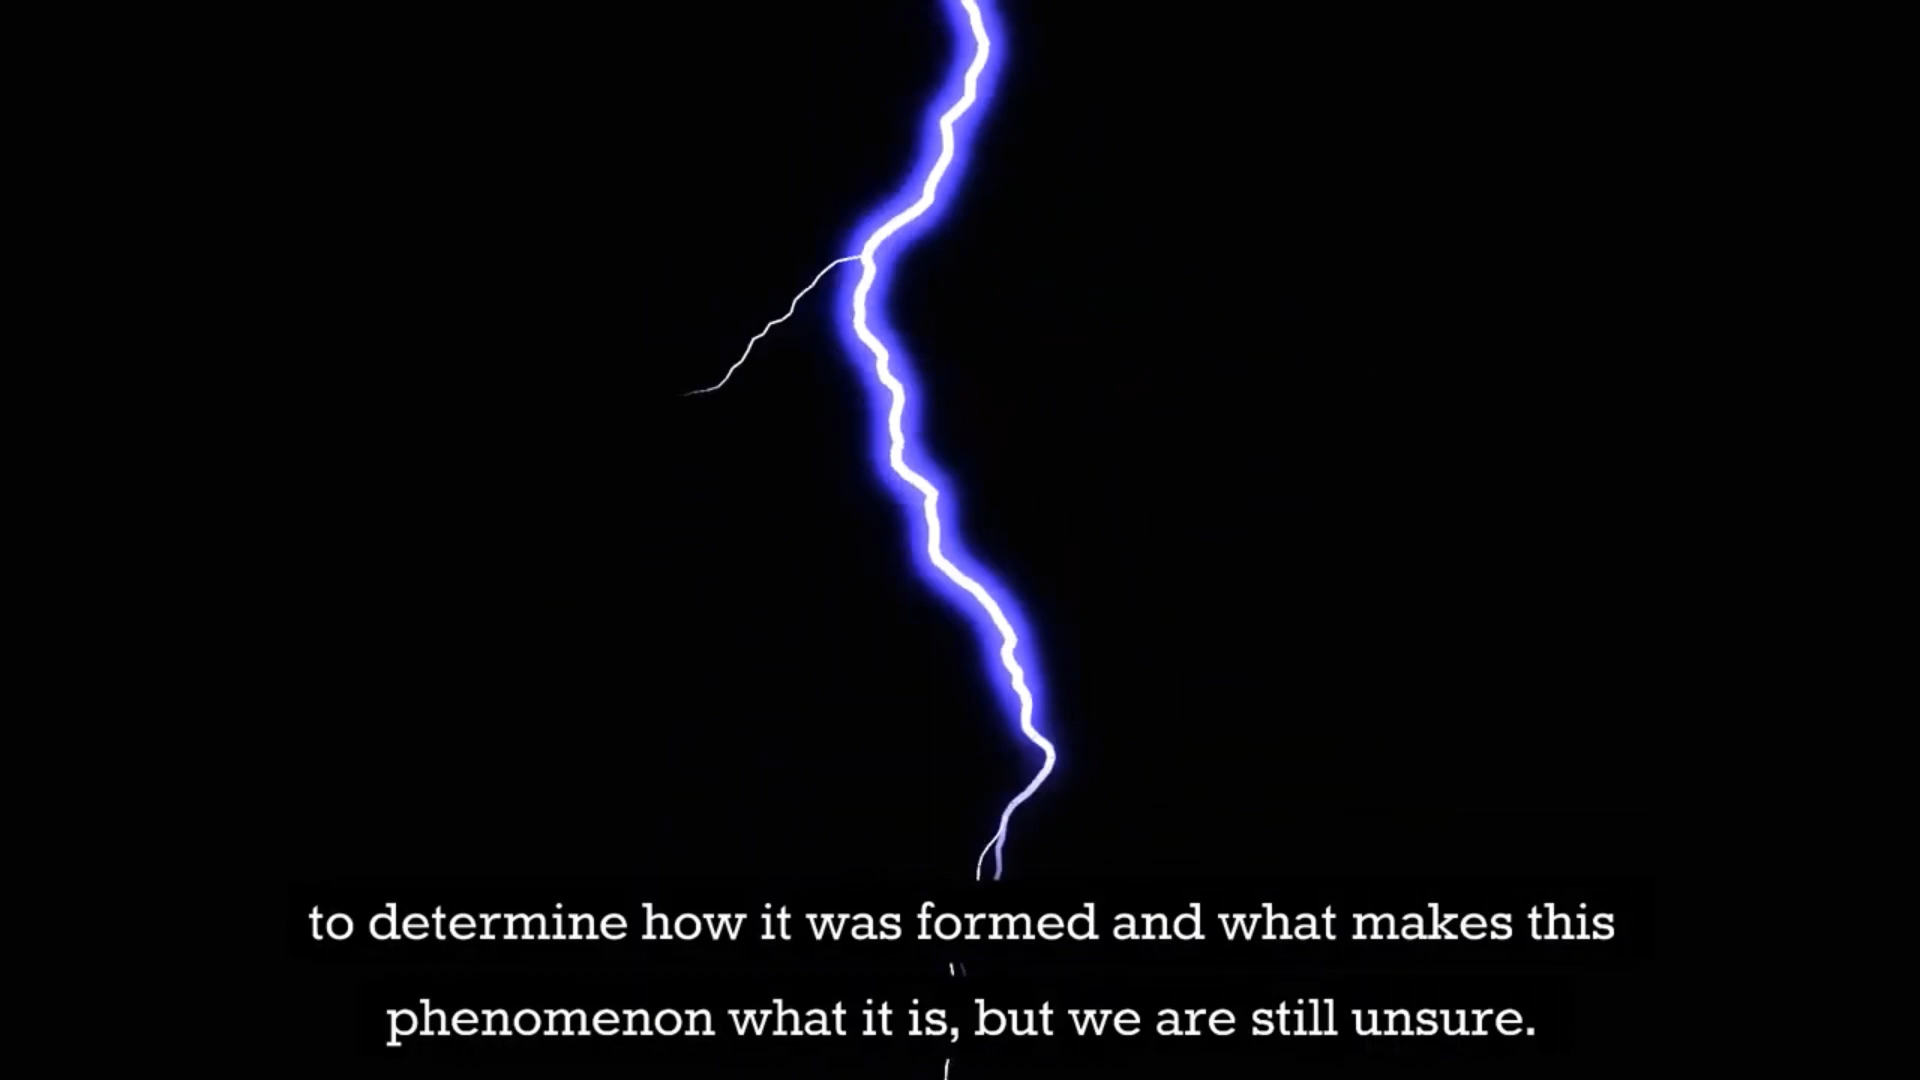 to determine how it was formed and what makes this
phenomenon what it is, but we are still unsure.